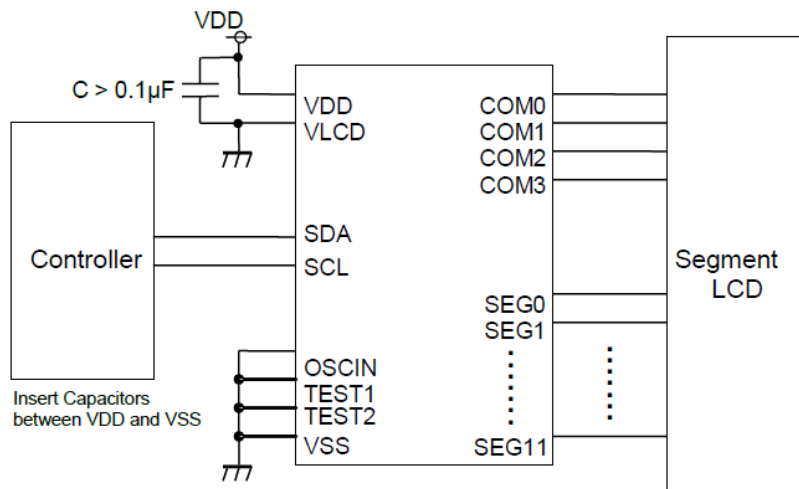 VDD
C > 0.1µF
VDD
VLCD
SDA
SCL
OSCIN
TEST1
TEST2
VSS
COM0
COM1
COM2
COM3
SEG0
SEG1
SEG11
Controller
Insert Capacitors
between VDD and VSS
Segment
LCD